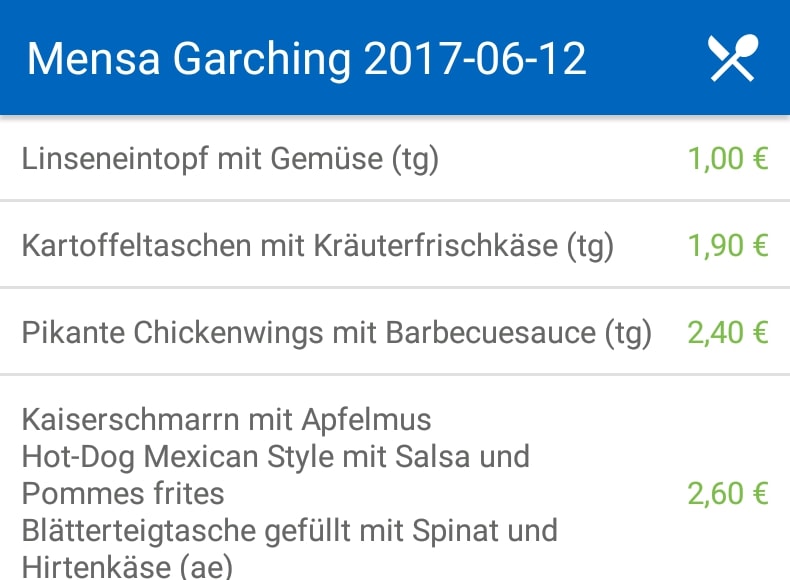 Mensa Garching 2017-06-12
Linseneintopf mit Gemüse (tg) 1,00 €
Kartoffeltaschen mit Kräuterfrischkäse (tg) 1,90 €
Pikante Chickenwings mit Barbecuesauce (tg) 2,40 €
Kaiserschmarrn mit Apfelmus
Hot-Dog Mexican Style mit Salsa und
Pommes frites 2,60 €
Blätterteigtasche gefüllt mit Spinat und
Hirtenkäse (ae)